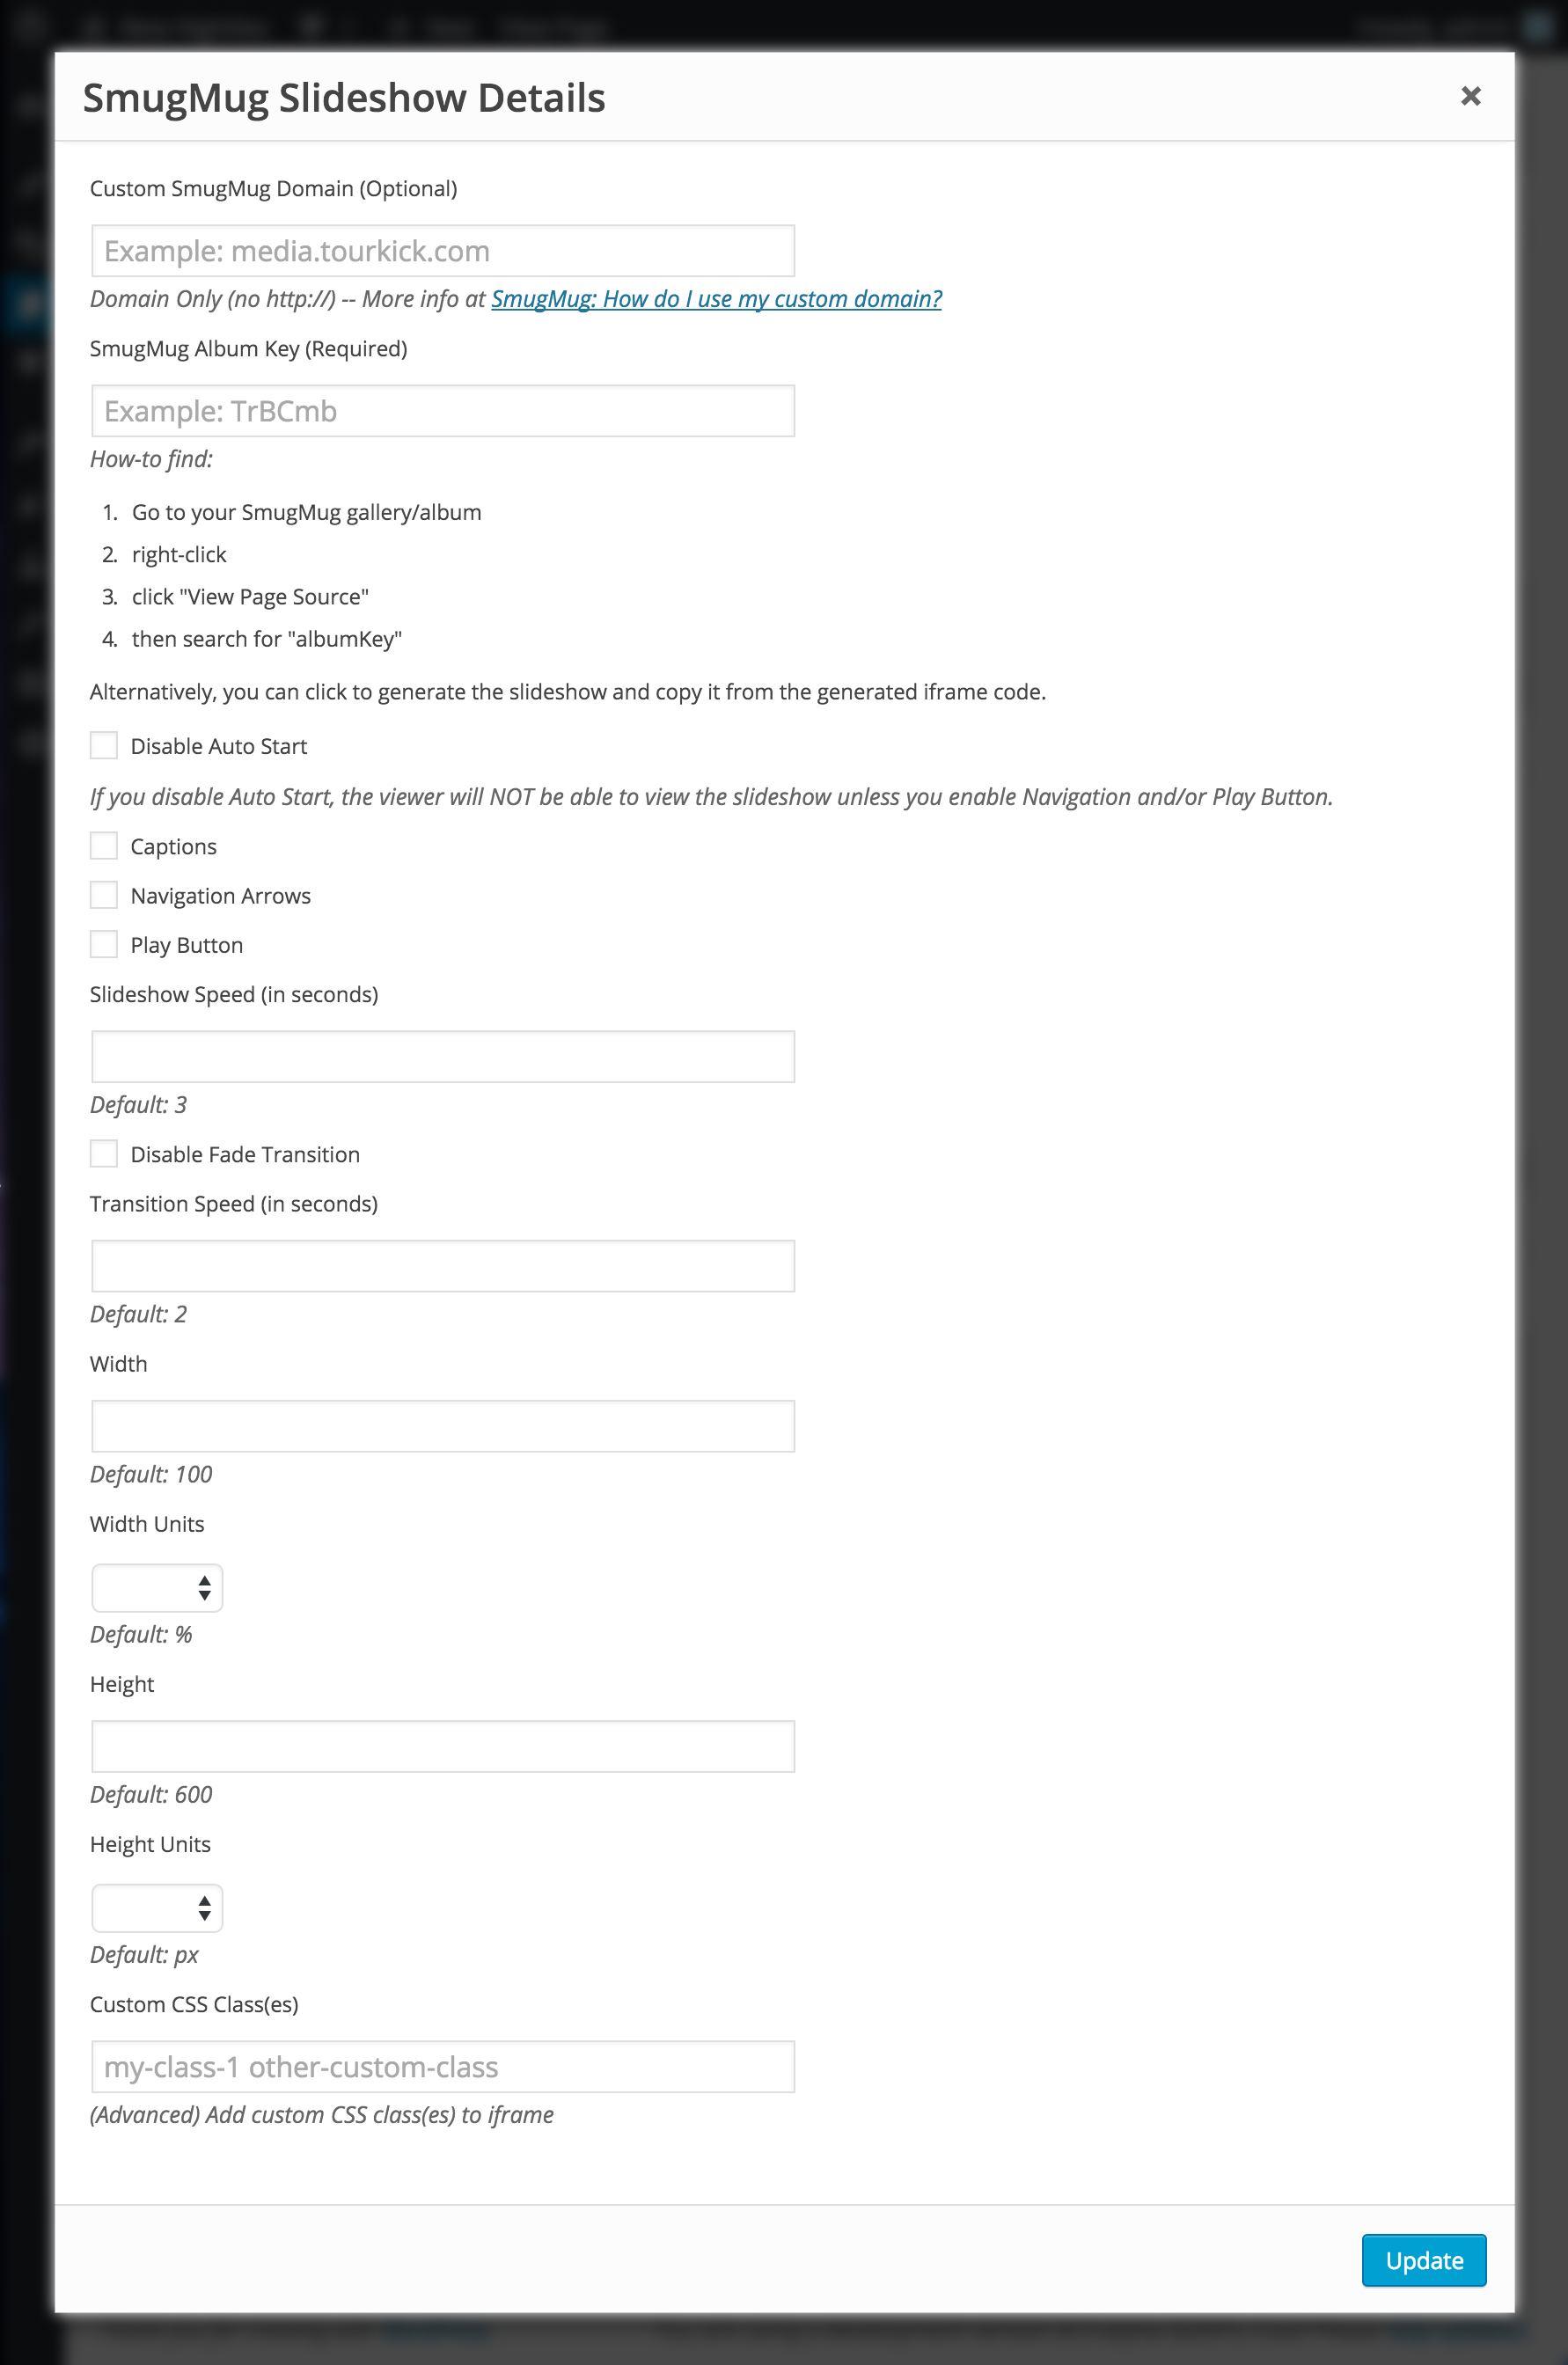 SmugMug Slideshow Details
Custom SmugMug Domain (Optional)
Example: media.tourkick.com
Domain Only (no http://) -- More info at SmugMug: How do I use my custom domain?
SmugMug Album Key (Required)
Example: TrBCmb
How-to find:
1. Go to your SmugMug gallery/album
2. right-click
3. click "View Page Source"
4. then search for "albumKey"
Alternatively, you can click to generate the slideshow and copy it from the generated iframe code.
Disable Auto Start
If you disable Auto Start, the viewer will NOT be able to view the slideshow unless you enable Navigation and/or Play Button.
Captions
Navigation Arrows
Play Button
Slideshow Speed (in seconds)
Default: 3
Disable Fade Transition
Transition Speed (in seconds)
Default: 2
Width
Default: 100
Width Units
Default: %
Height
Default: 600
Height Units
Default: px
Custom CSS Class(es)
my-class-1 other-custom-class
(Advanced) Add custom CSS class(es) to iframe
Update